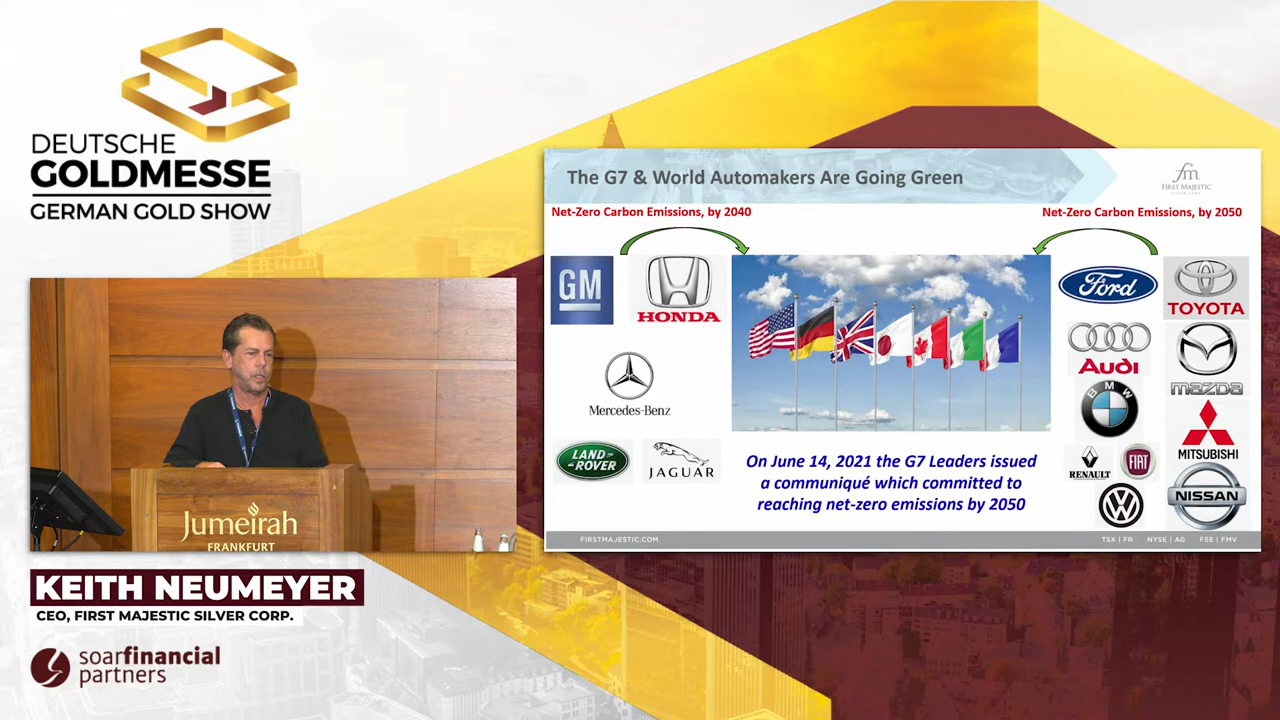 DEUTSCHE
GOLDMESSE
GERMAN GOLD SHOW
Jumeirah
FRANKFURT
KEITH NEUMEYER
CEO, FIRST MAJESTIC SILVER CORP.
soarfinancial
partners
The G7 & World Automakers Are Going Green
fm
FIRST MAJESTIC
SILVER CORP
Net-Zero Carbon Emissions, by 2040
Net-Zero Carbon Emissions, by 2050
GM
HONDA
Mercedes-Benz
LAND ROVER
JAGUAR
On June 14, 2021 the G7 Leaders issued
a communiqué which committed to
reaching net-zero emissions by 2050
Ford
TOYOTA
Audi
mazda
BMW
MITSUBISHI
RENAULT
FIAT
VW
NISSAN
FIRSTMAJESTIC.COM
TSX | FR NYSE | AG FSE | FMV